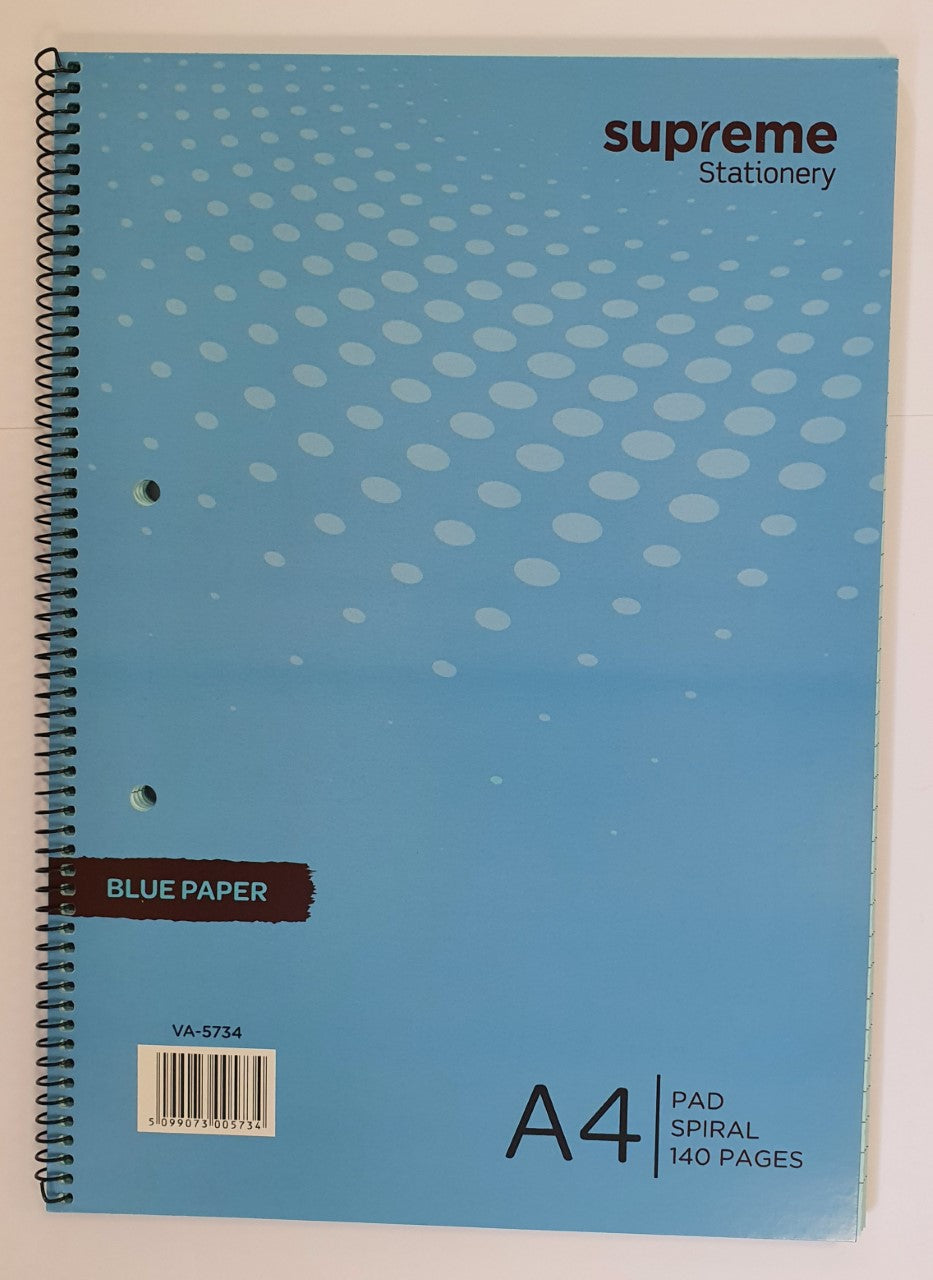 supreme
Stationery
BLUE PAPER
VA-5734
5 099073 005734
A4
PAD
SPIRAL
140 PAGES